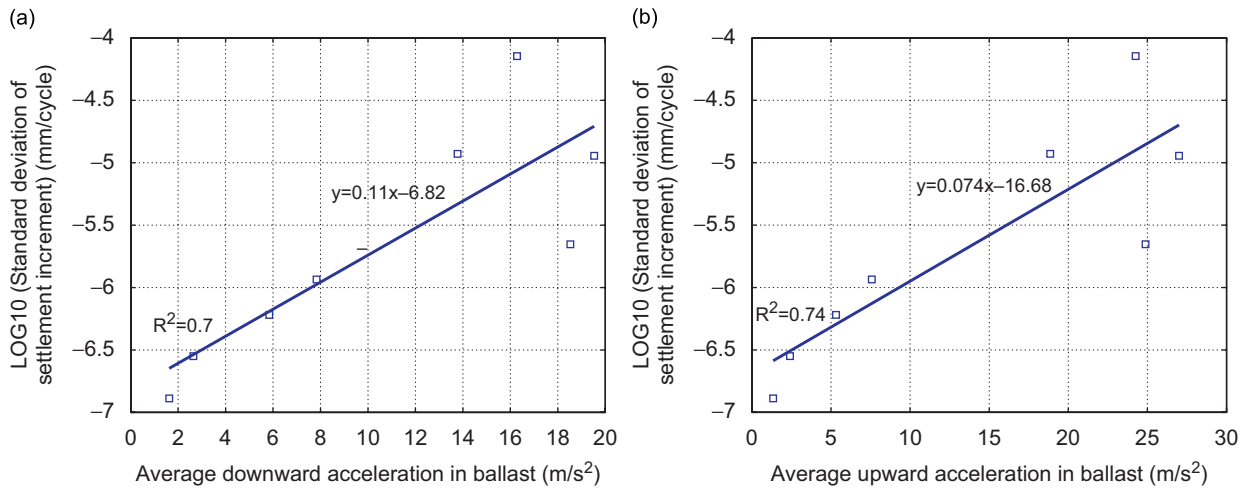 (a)
LOG10 (Standard deviation of
settlement increment) (mm/cycle)
–4
–4.5
–5
–5.5
–6
–6.5
–7
y=0.11x–6.82
–
R²=0.7
0 2 4 6 8 10 12 14 16 18 20
Average downward acceleration in ballast (m/s²)
(b)
LOG10 (Standard deviation of
settlement increment) (mm/cycle)
–4
–4.5
–5
–5.5
–6
–6.5
–7
y=0.074x–16.68
R²=0.74
0 5 10 15 20 25 30
Average upward acceleration in ballast (m/s²)